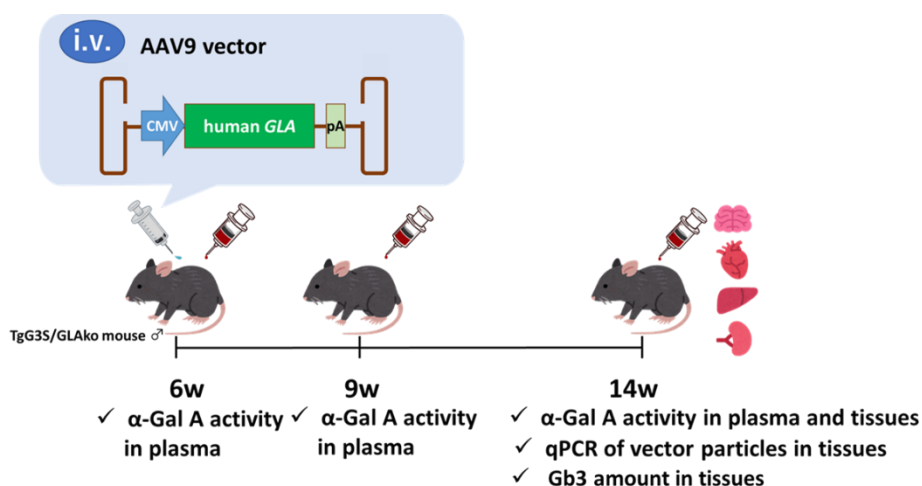 i.v. AAV9 vector
CMV human GLA pA
TgG3S/GLAko mouse ♂
6w 9w 14w
✓ α-Gal A activity in plasma
✓ α-Gal A activity in plasma
✓ α-Gal A activity in plasma and tissues
✓ qPCR of vector particles in tissues
✓ Gb3 amount in tissues